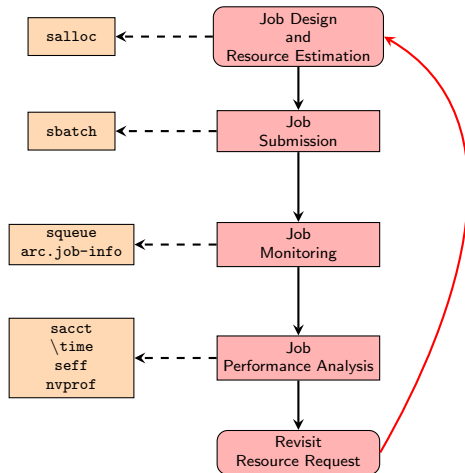 salloc
Job Design
and
Resource Estimation
sbatch
Job
Submission
squeue
arc.job-info
Job
Monitoring
sacct
\time
seff
nvprof
Job
Performance Analysis
Revisit
Resource Request